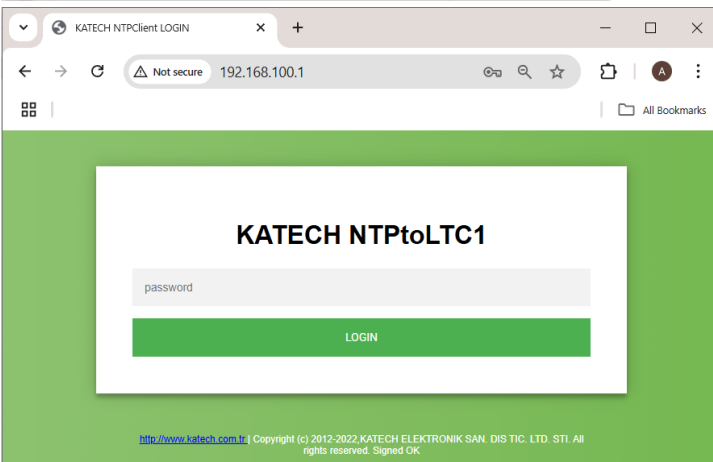 KATECH NTPClient LOGIN
Not secure 192.168.100.1
A
All Bookmarks
KATECH NTPtoLTC1
password
LOGIN
http://www.katech.com.tr | Copyright (c) 2012-2022,KATECH ELEKTRONIK SAN. DIS TIC. LTD. STI. All
rights reserved. Signed OK